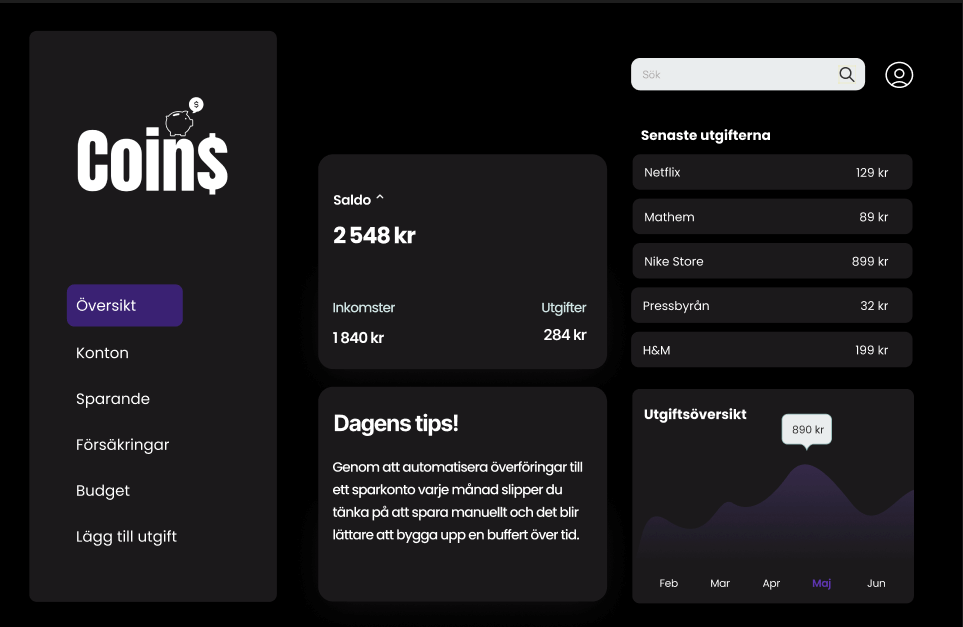 $
Coin$
Översikt
Konton
Sparande
Försäkringar
Budget
Lägg till utgift
Saldo ^
2 548 kr
Inkomster
Utgifter
1 840 kr
284 kr
Dagens tips!
Genom att automatisera överföringar till
ett sparkonto varje månad slipper du
tänka på att spara manuellt och det blir
lättare att bygga upp en buffert över tid.
Sök
Senaste utgifterna
Netflix 129 kr
Mathem 89 kr
Nike Store 899 kr
Pressbyrån 32 kr
H&M 199 kr
Utgiftsöversikt
890 kr
Feb Mar Apr Maj Jun